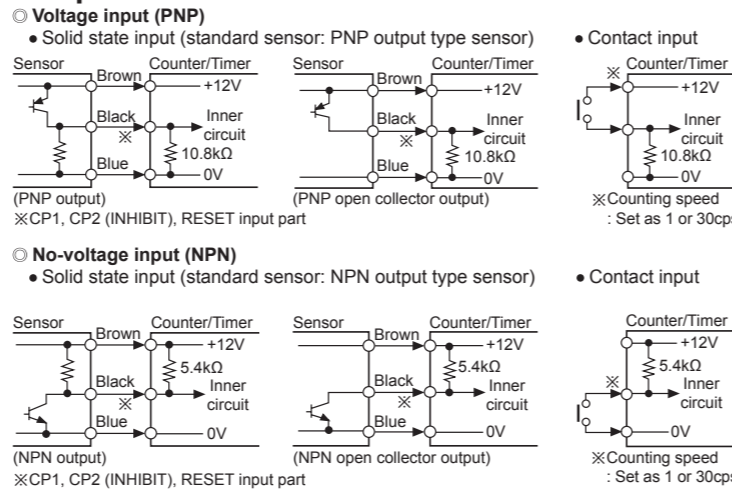 ◎ Voltage input (PNP)
● Solid state input (standard sensor: PNP output type sensor)
● Contact input
Sensor
Brown
Counter/Timer
+12V
Black
※
Inner
circuit
10.8kΩ
Blue
0V
(PNP output)
※CP1, CP2 (INHIBIT), RESET input part
Sensor
Brown
Counter/Timer
+12V
Black
※
Inner
circuit
10.8kΩ
Blue
0V
(PNP open collector output)
※
Counter/Timer
+12V
Inner
circuit
10.8kΩ
0V
※Counting speed
: Set as 1 or 30cps
◎ No-voltage input (NPN)
● Solid state input (standard sensor: NPN output type sensor)
● Contact input
Sensor
Brown
Counter/Timer
+12V
5.4kΩ
Black
※
Inner
circuit
Blue
0V
(NPN output)
※CP1, CP2 (INHIBIT), RESET input part
Sensor
Brown
Counter/Timer
+12V
5.4kΩ
Black
※
Inner
circuit
Blue
0V
(NPN open collector output)
Counter/Timer
+12V
5.4kΩ
※
Inner
circuit
0V
※Counting speed
: Set as 1 or 30cps